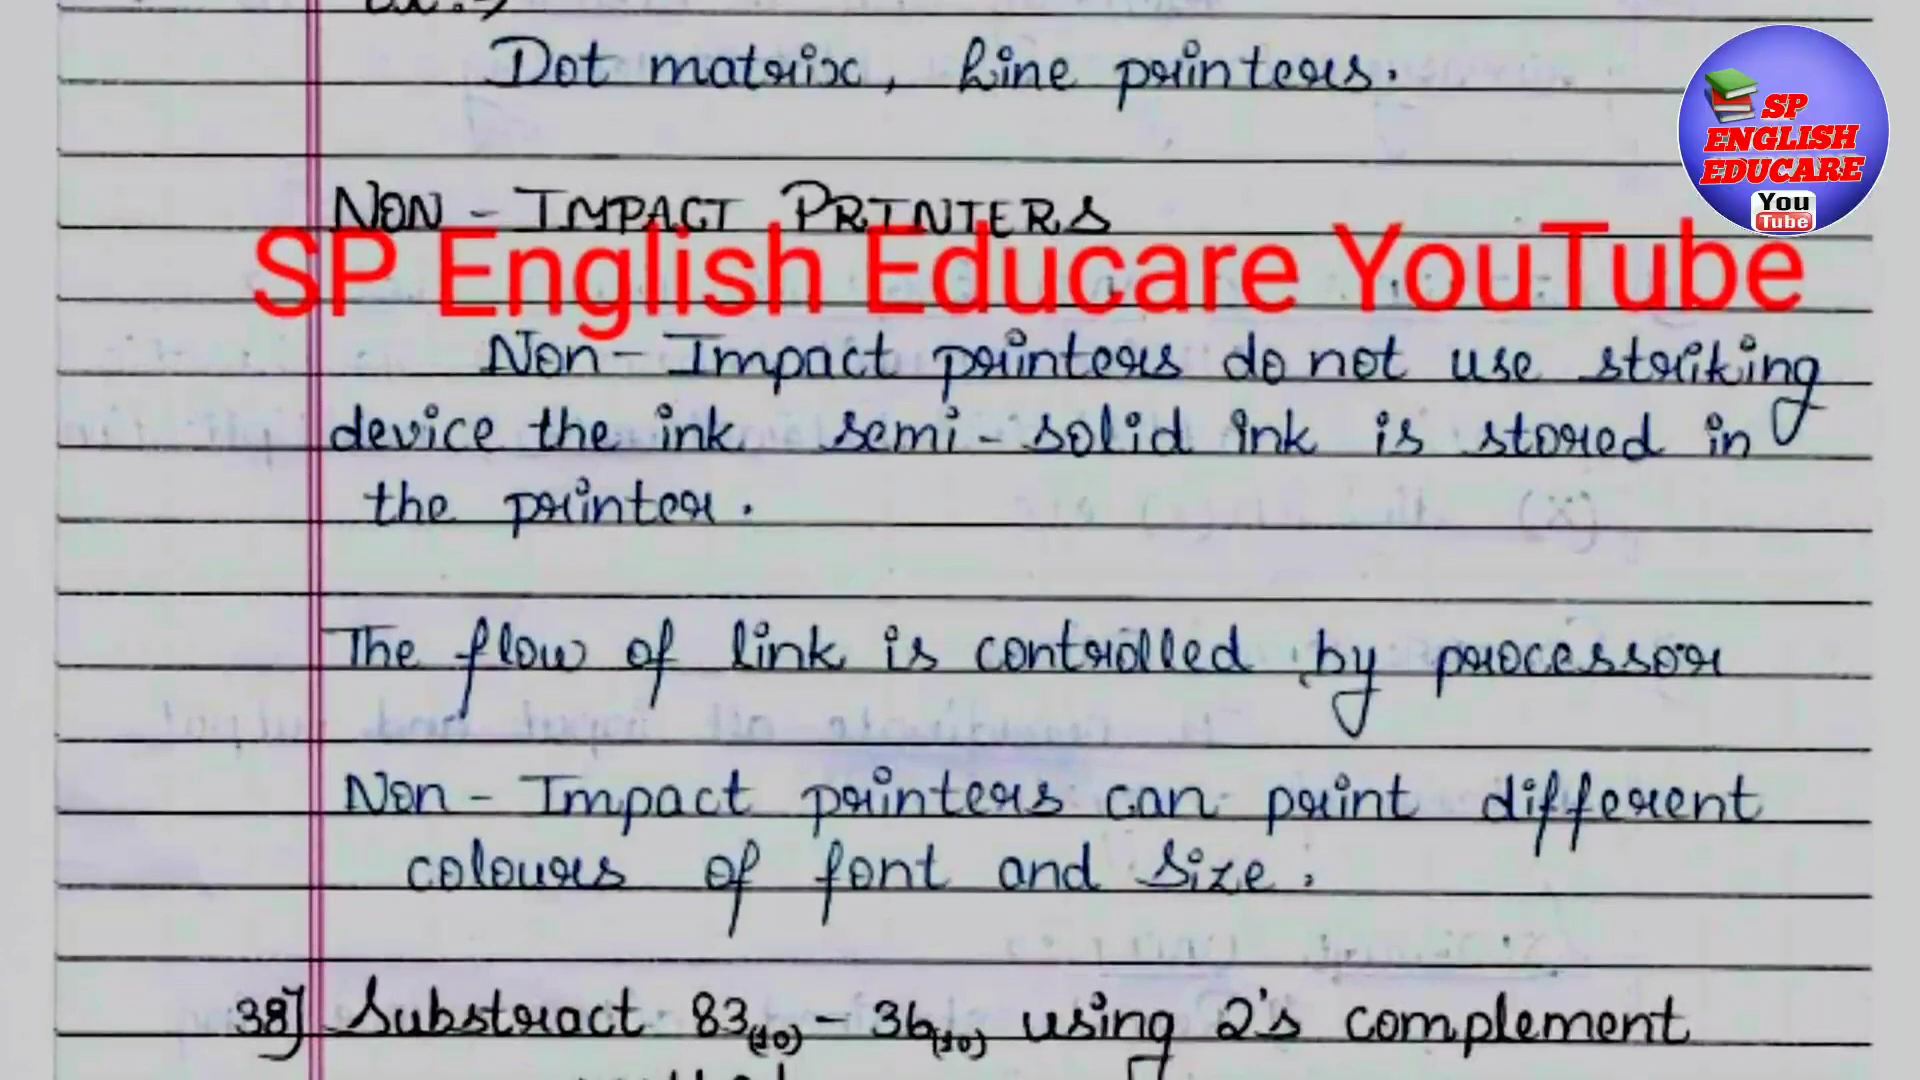 Ex :→
Dot matrix, Line printers.
SP
ENGLISH
EDUCARE
You
Tube
NON - IMPACT PRINTERS
SP English Educare YouTube
Non - Impact printers do not use striking
device the ink semi - solid ink is stored in
the printer.
The flow of link is controlled by processor
Non - Impact printers can print different
colours of font and size.
38] Substract 83(10) - 36(10) using 2's complement